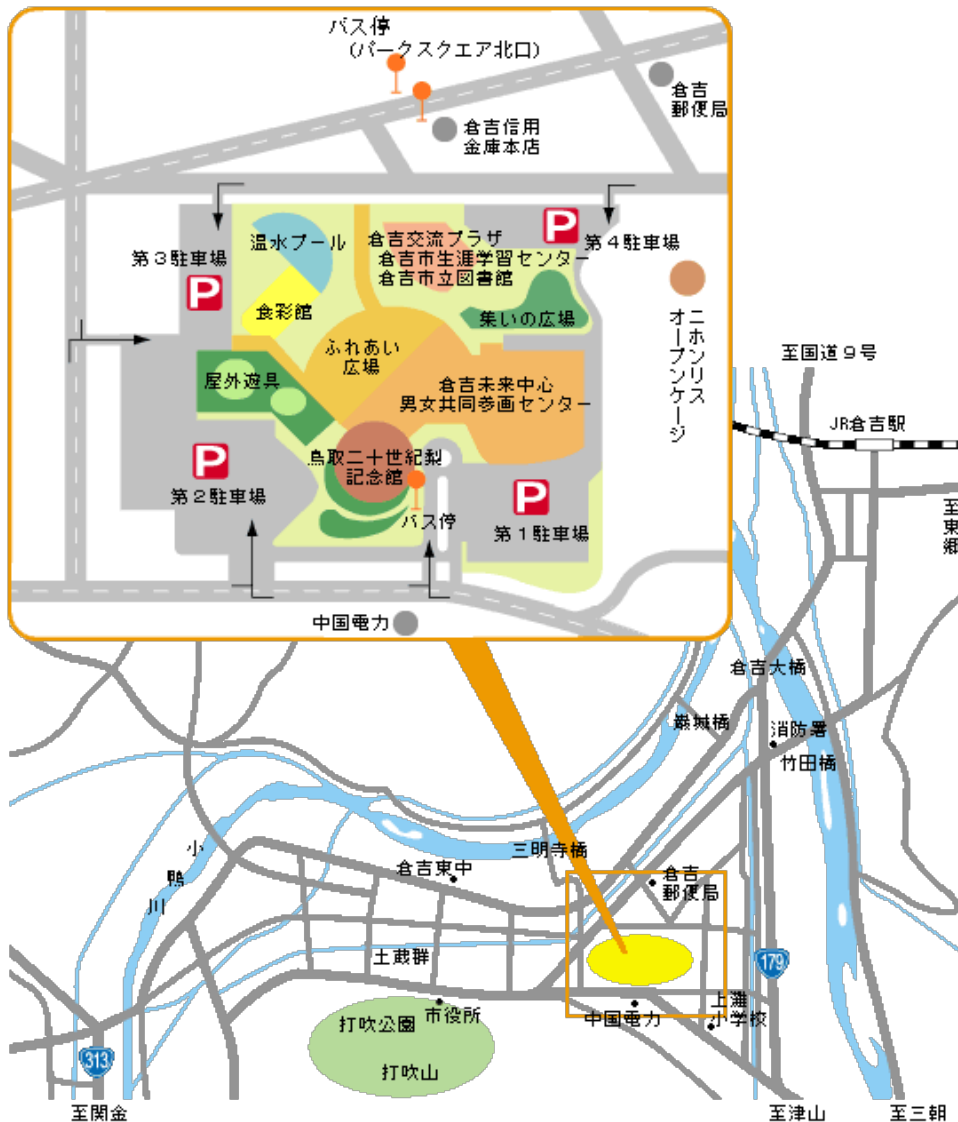 バス停
(パークスクエア北口)
倉吉
郵便局
倉吉信用
金庫本店
第3駐車場
P
温水プール
食彩館
倉吉交流プラザ
倉吉市生涯学習センター
倉吉市立図書館
P
第4駐車場
集いの広場
ニホンリス
オープンケージ
ふれあい
広場
屋外遊具
倉吉未来中心
男女共同参画センター
P
第2駐車場
鳥取二十世紀梨
記念館
バス停
P
第1駐車場
中国電力
至国道9号
JR倉吉駅
至東郷
倉吉大橋
巌城橋
消防署
竹田橋
三明寺橋
小鴨川
倉吉東中
倉吉
郵便局
土蔵群
179
市役所
打吹公園
打吹山
中国電力
上灘
小学校
313
至関金
至津山
至三朝